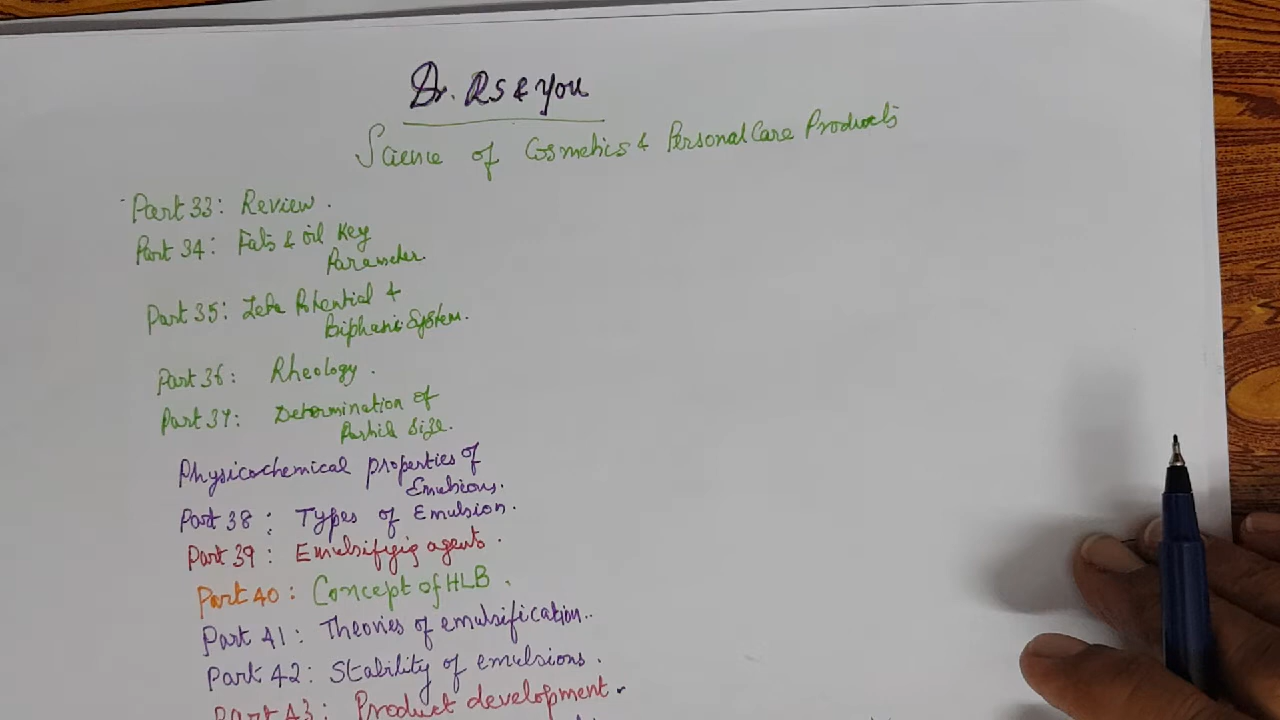 Dr. RS & You
Science of Cosmetics & Personal Care Products
Part 33: Review.
Part 34: Fats & oil Key
Parameter.
Part 35: Zeta Potential &
Biphasic System.
Part 36: Rheology.
Part 37: Determination of
Particle Size.
Physicochemical properties of
Emulsions.
Part 38: Types of Emulsion.
Part 39: Emulsifying agents.
Part 40: Concept of HLB.
Part 41: Theories of emulsification..
Part 42: Stability of emulsions.
Part 43: Product development.